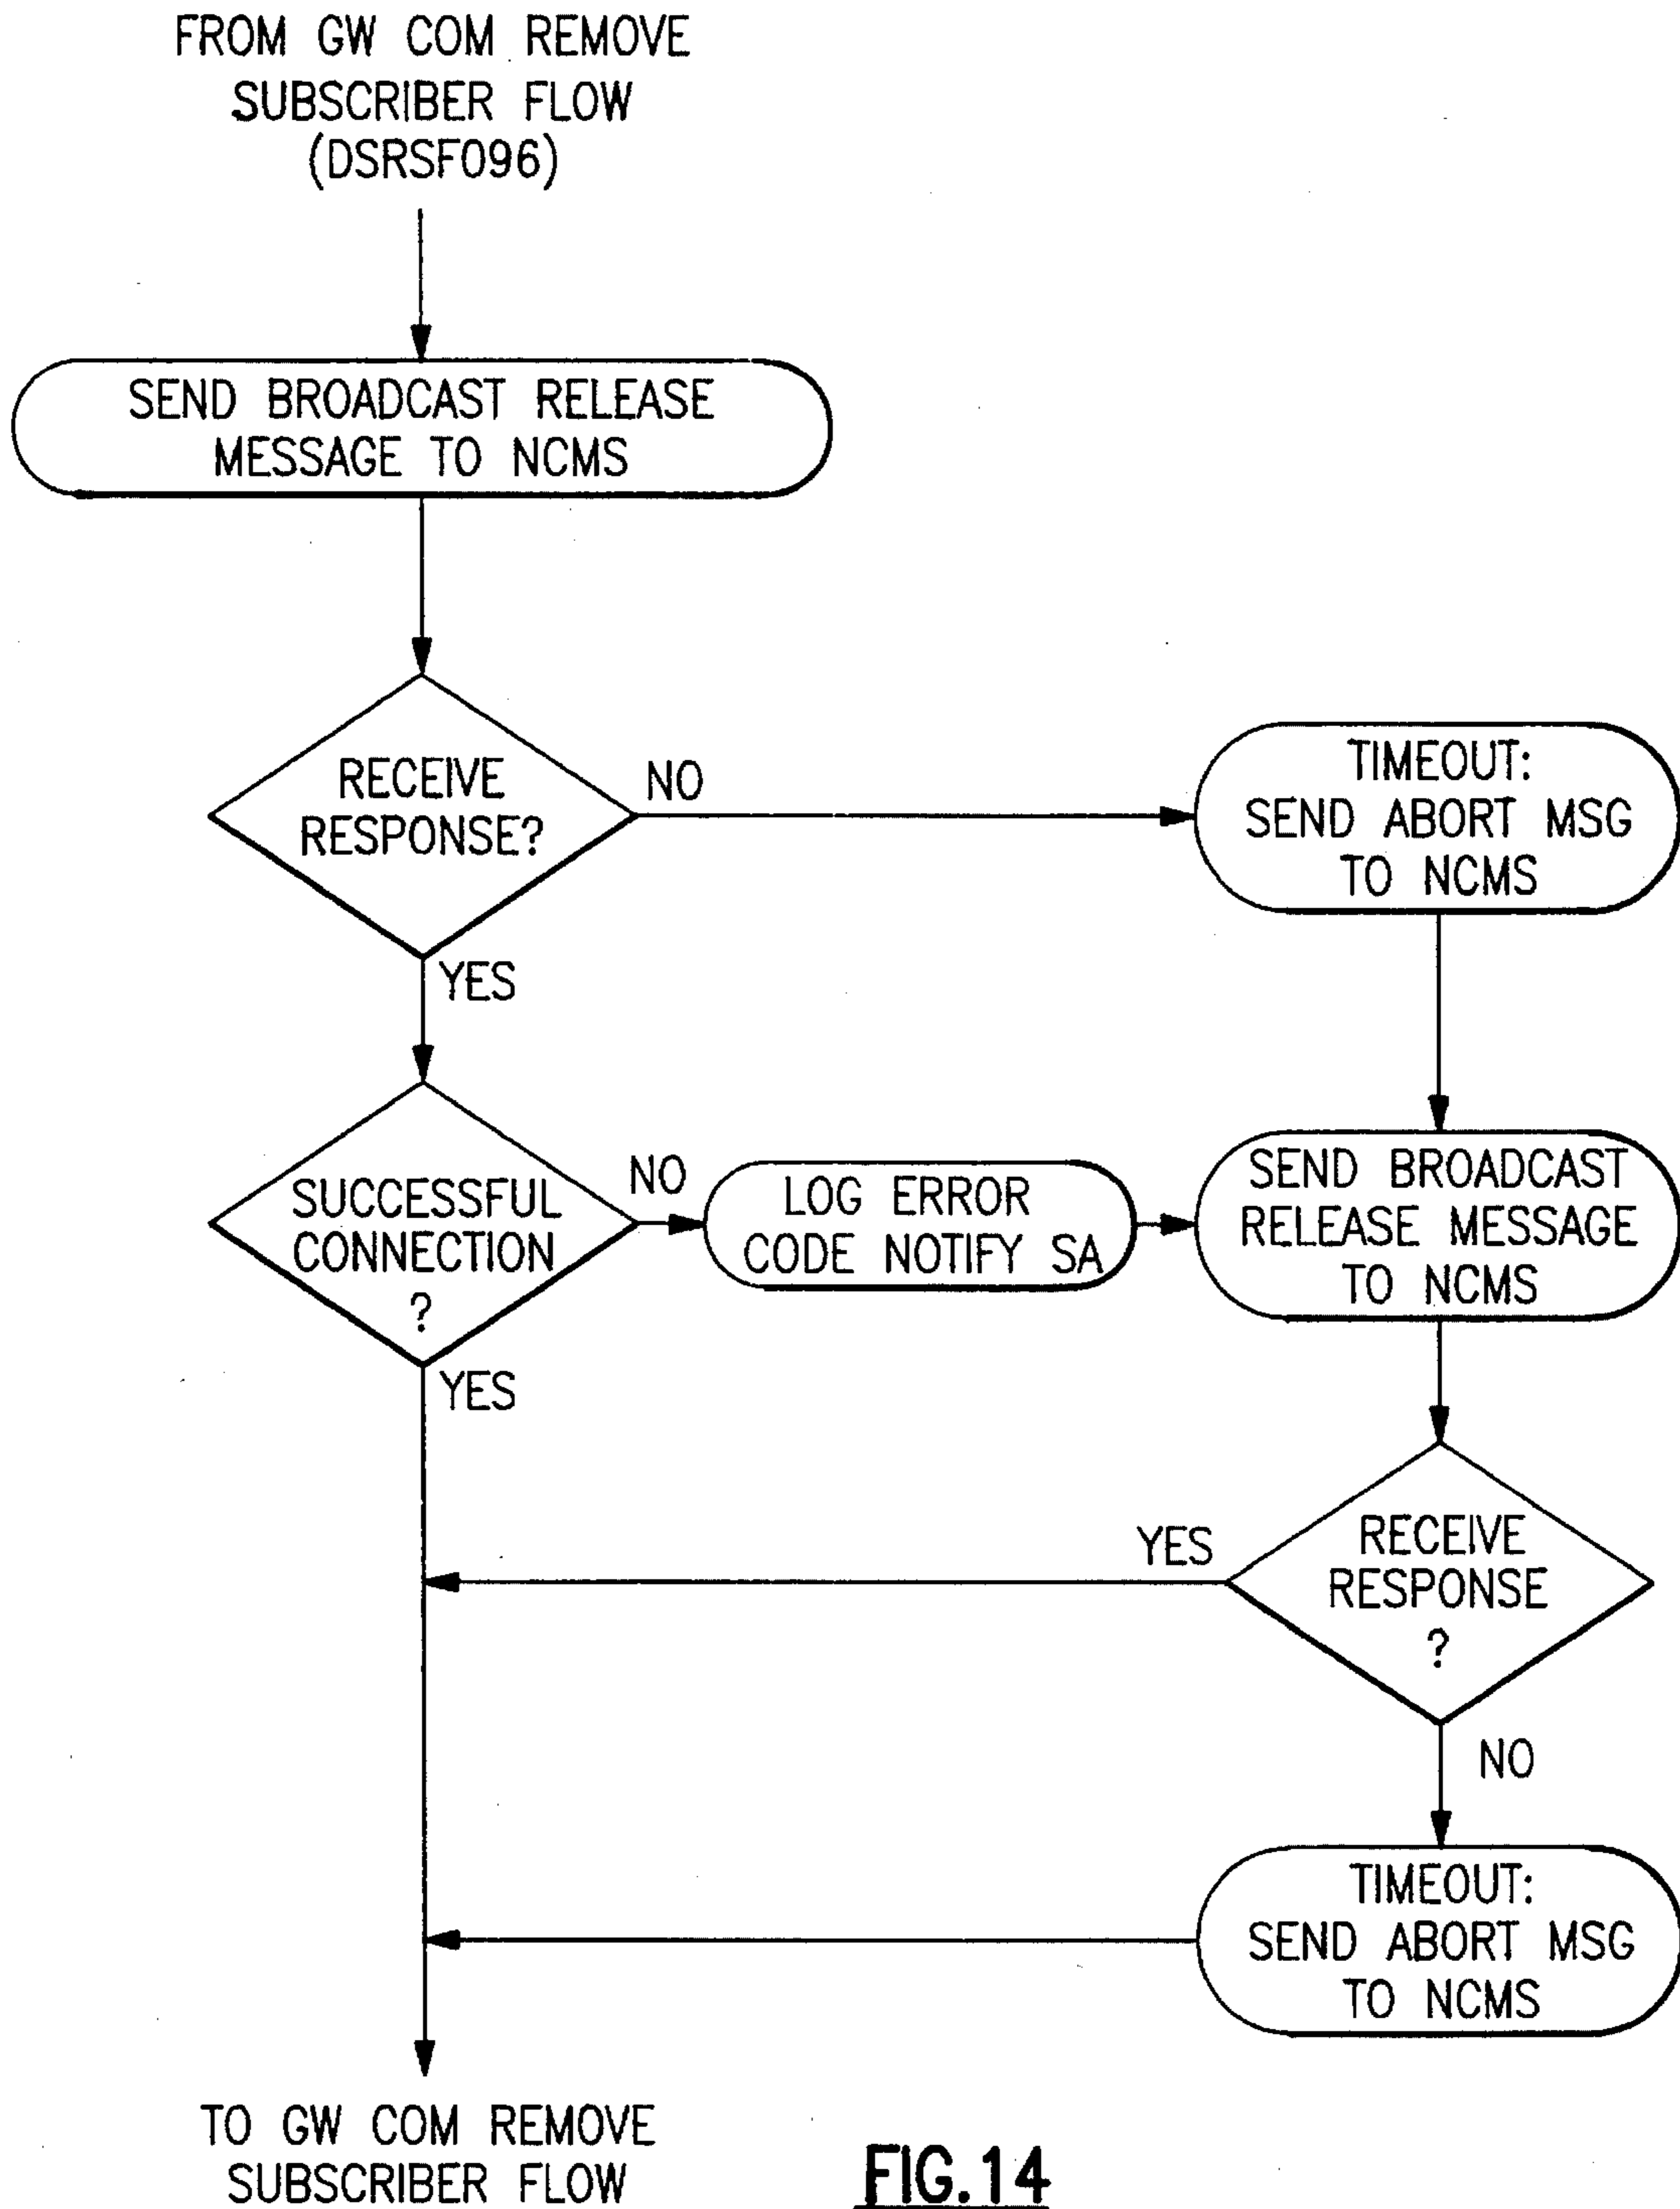 FROM GW COM REMOVE
SUBSCRIBER FLOW
(DSRSF096)
SEND BROADCAST RELEASE
MESSAGE TO NCMS
RECEIVE
RESPONSE?
NO
TIMEOUT:
SEND ABORT MSG
TO NCMS
YES
SUCCESSFUL
CONNECTION
?
NO
LOG ERROR
CODE NOTIFY SA
SEND BROADCAST
RELEASE MESSAGE
TO NCMS
YES
YES
RECEIVE
RESPONSE
?
NO
TIMEOUT:
SEND ABORT MSG
TO NCMS
TO GW COM REMOVE
SUBSCRIBER FLOW
FIG.14